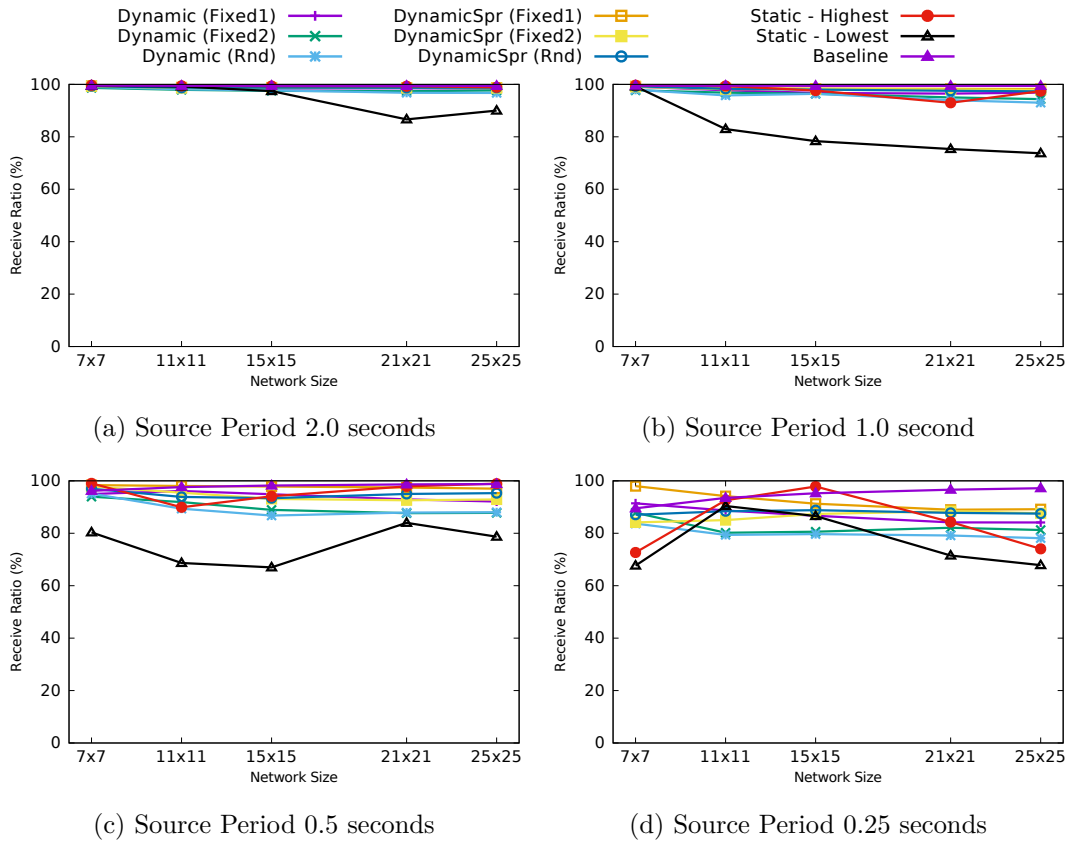 Dynamic (Fixed1)
Dynamic (Fixed2)
Dynamic (Rnd)
DynamicSpr (Fixed1)
DynamicSpr (Fixed2)
DynamicSpr (Rnd)
Static - Highest
Static - Lowest
Baseline
Receive Ratio (%)
100
80
60
40
20
0
7x7
11x11
15x15
21x21
25x25
Network Size
(a) Source Period 2.0 seconds
Receive Ratio (%)
100
80
60
40
20
0
7x7
11x11
15x15
21x21
25x25
Network Size
(b) Source Period 1.0 second
Receive Ratio (%)
100
80
60
40
20
0
7x7
11x11
15x15
21x21
25x25
Network Size
(c) Source Period 0.5 seconds
Receive Ratio (%)
100
80
60
40
20
0
7x7
11x11
15x15
21x21
25x25
Network Size
(d) Source Period 0.25 seconds